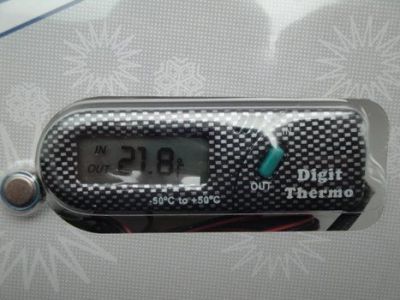 IN
OUT
21.8°F
IN
OUT
-50°C to +50°C
Digit
Thermo